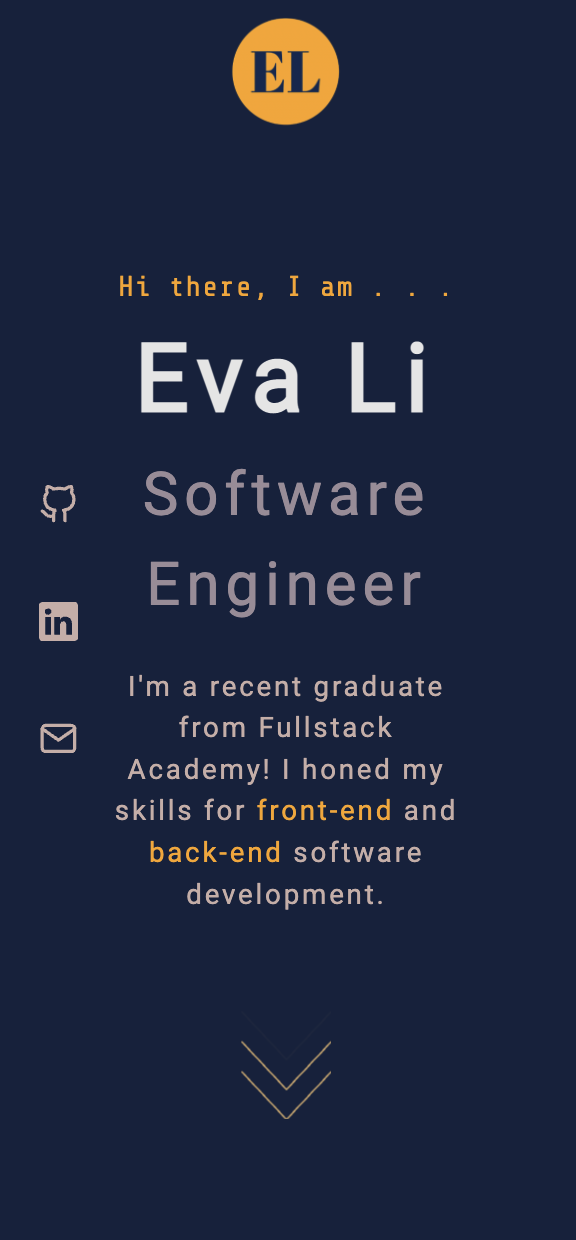 EL
Hi there, I am . . .
Eva Li
Software
Engineer
in
I'm a recent graduate
from Fullstack
Academy! I honed my
skills for front-end and
back-end software
development.